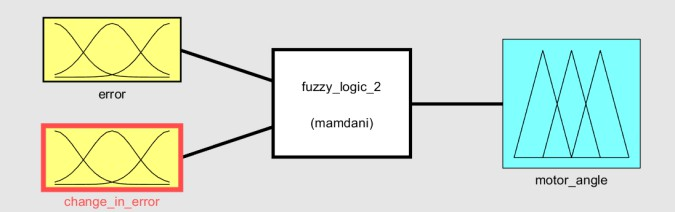 error
change_in_error
fuzzy_logic_2
(mamdani)
motor_angle